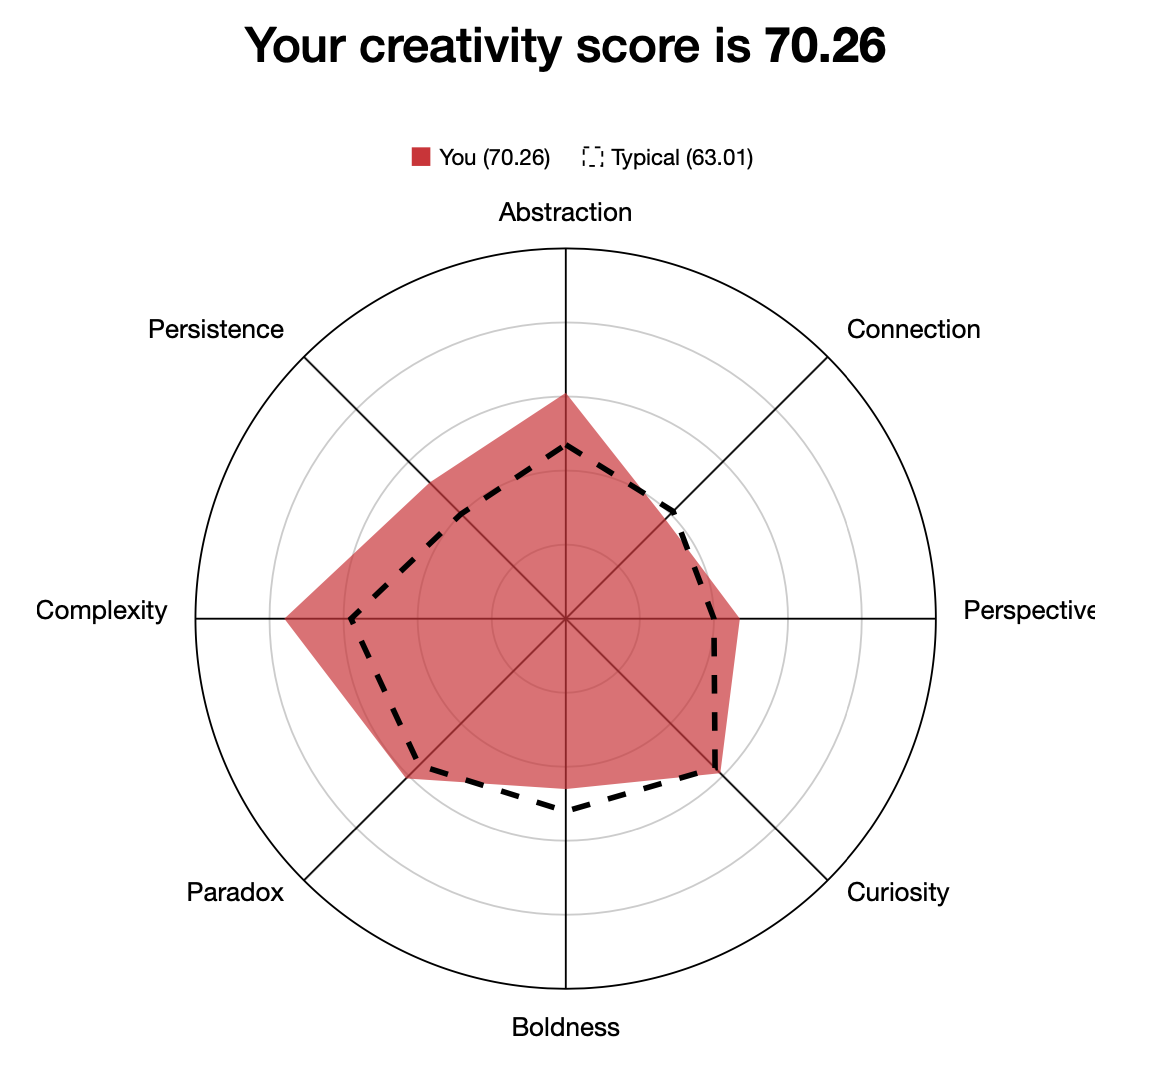 Your creativity score is 70.26
You (70.26) Typical (63.01)
Abstraction
Persistence Connection
Complexity Perspective
Paradox Curiosity
Boldness